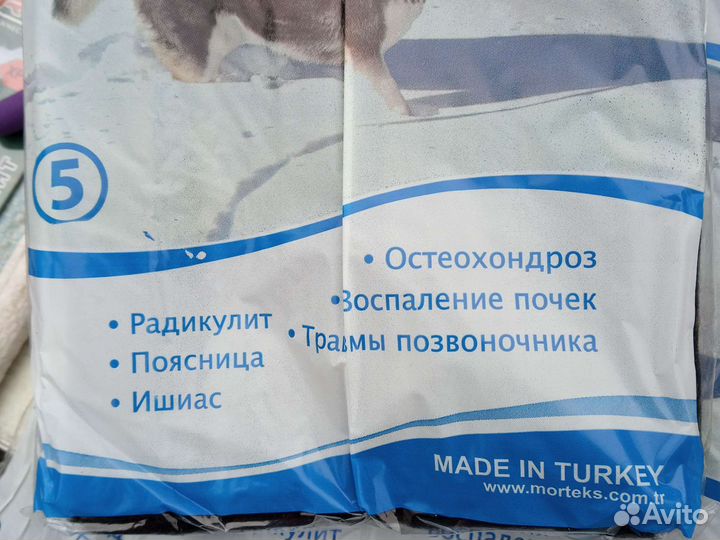 5
• Остеохондроз
• Воспаление почек
• Травмы позвоночника
• Радикулит
• Поясница
• Ишиас
MADE IN TURKEY
www.morteks.com.tr
Avito